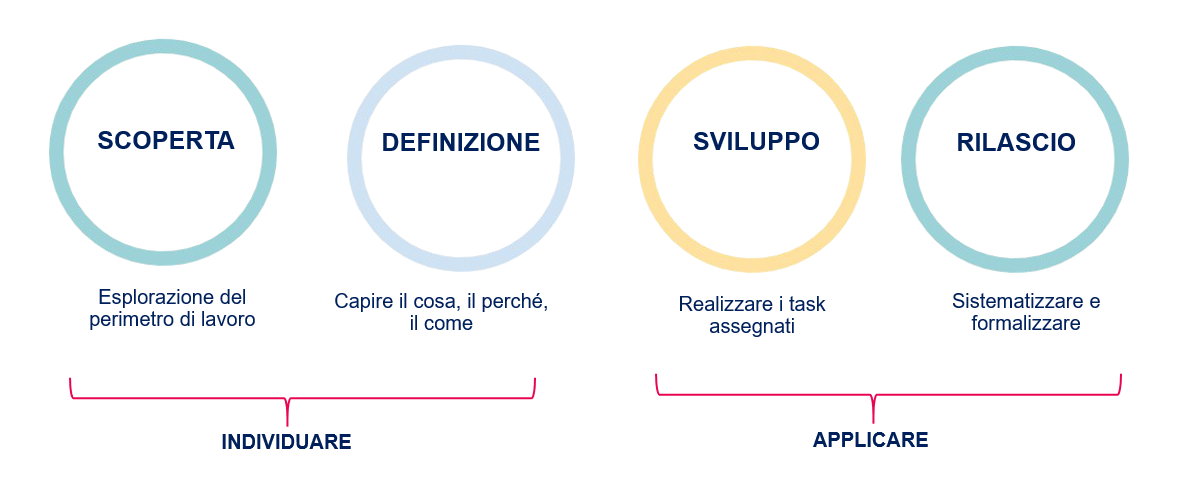 SCOPERTA
DEFINIZIONE
SVILUPPO
RILASCIO
Esplorazione del
perimetro di lavoro
Capire il cosa, il perché,
il come
Realizzare i task
assegnati
Sistematizzare e
formalizzare
INDIVIDUARE
APPLICARE